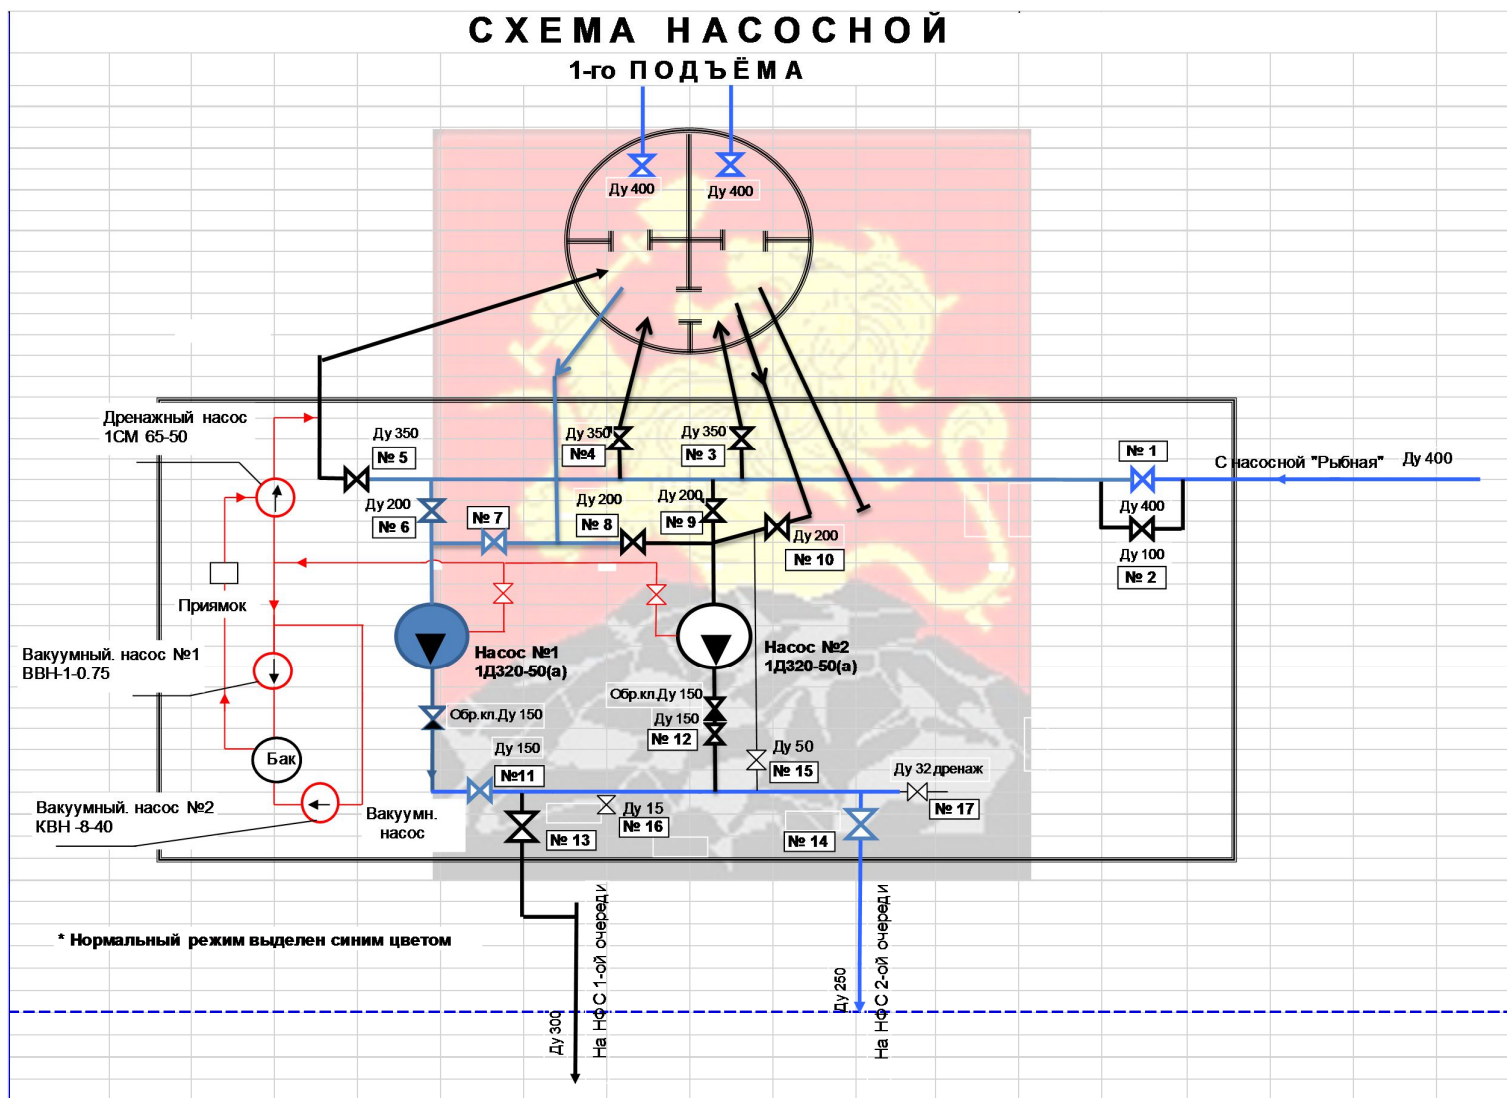 СХЕМА НАСОСНОЙ
1-го ПОДЪЁМА
Ду 400
Ду 400
Дренажный насос
1СМ 65-50
Ду 350
№ 5
Ду 350
№4
Ду 350
№ 3
№ 1
С насосной "Рыбная"
Ду 400
Ду 200
№ 6
№ 7
Ду 200
№ 8
Ду 200
№ 9
Ду 200
№ 10
Ду 400
Ду 100
№ 2
Приямок
Вакуумный. насос №1
ВВН-1-0.75
Насос №1
1Д320-50(а)
Насос №2
1Д320-50(а)
Обр.кл.Ду 150
Обр.кл.Ду 150
Ду 150
№ 12
Бак
Ду 150
№11
Ду 50
№ 15
Ду 32 дренаж
№ 17
Вакуумный. насос №2
КВН -8-40
Вакуумн.
насос
Ду 15
№ 16
№ 13
№ 14
* Нормальный режим выделен синим цветом
Ду 300
На НФС 1-ой очереди
Ду 250
На НФС 2-ой очереди